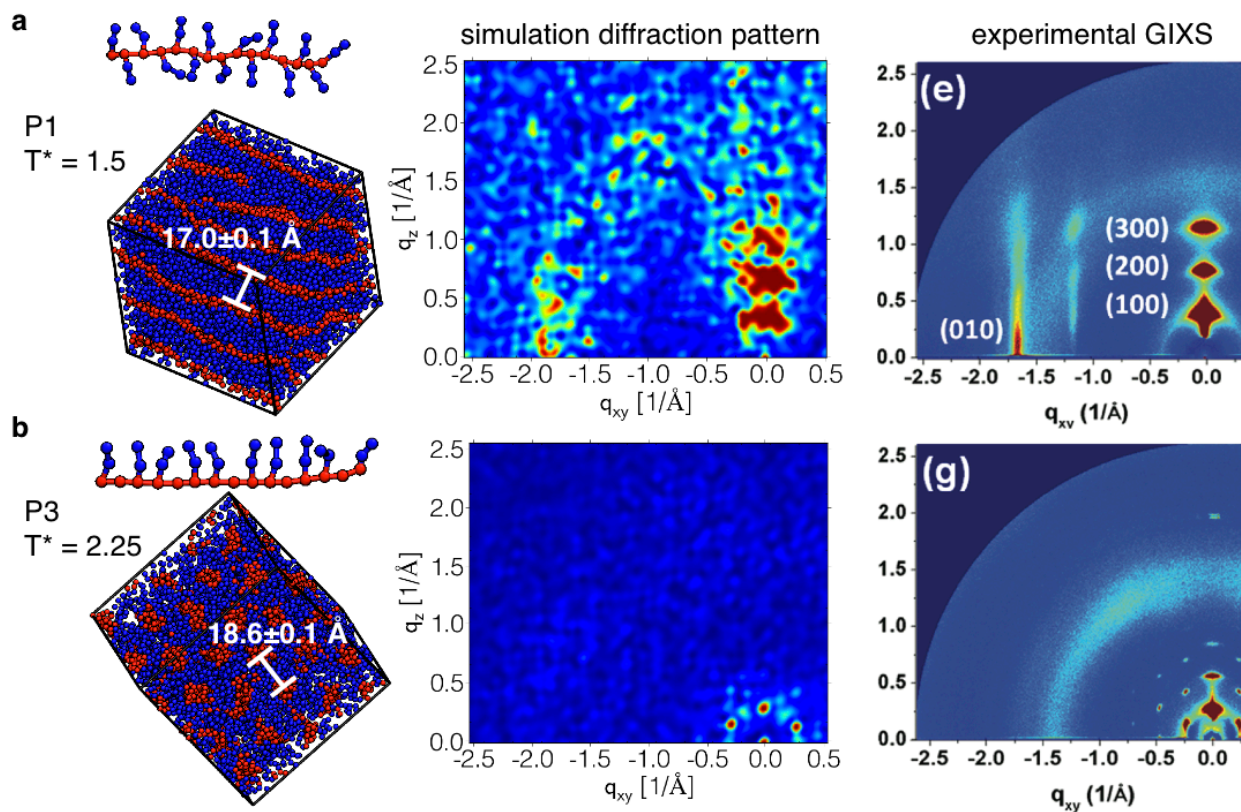 a
simulation diffraction pattern
experimental GIXS
P1
T* = 1.5
17.0±0.1 Å
2.5
2.0
1.5
1.0
0.5
0.0
q_z [1/Å]
-2.5 -2.0 -1.5 -1.0 -0.5 0.0 0.5
q_xy [1/Å]
(e)
2.5
2.0
1.5
1.0
0.5
0.0
(300)
(200)
(100)
(010)
-2.5 -2.0 -1.5 -1.0 -0.5 0.0
q_xy (1/Å)
b
P3
T* = 2.25
18.6±0.1 Å
2.5
2.0
1.5
1.0
0.5
0.0
q_z [1/Å]
-2.5 -2.0 -1.5 -1.0 -0.5 0.0 0.5
q_xy [1/Å]
(g)
2.5
2.0
1.5
1.0
0.5
0.0
-2.5 -2.0 -1.5 -1.0 -0.5 0.0
q_xy (1/Å)